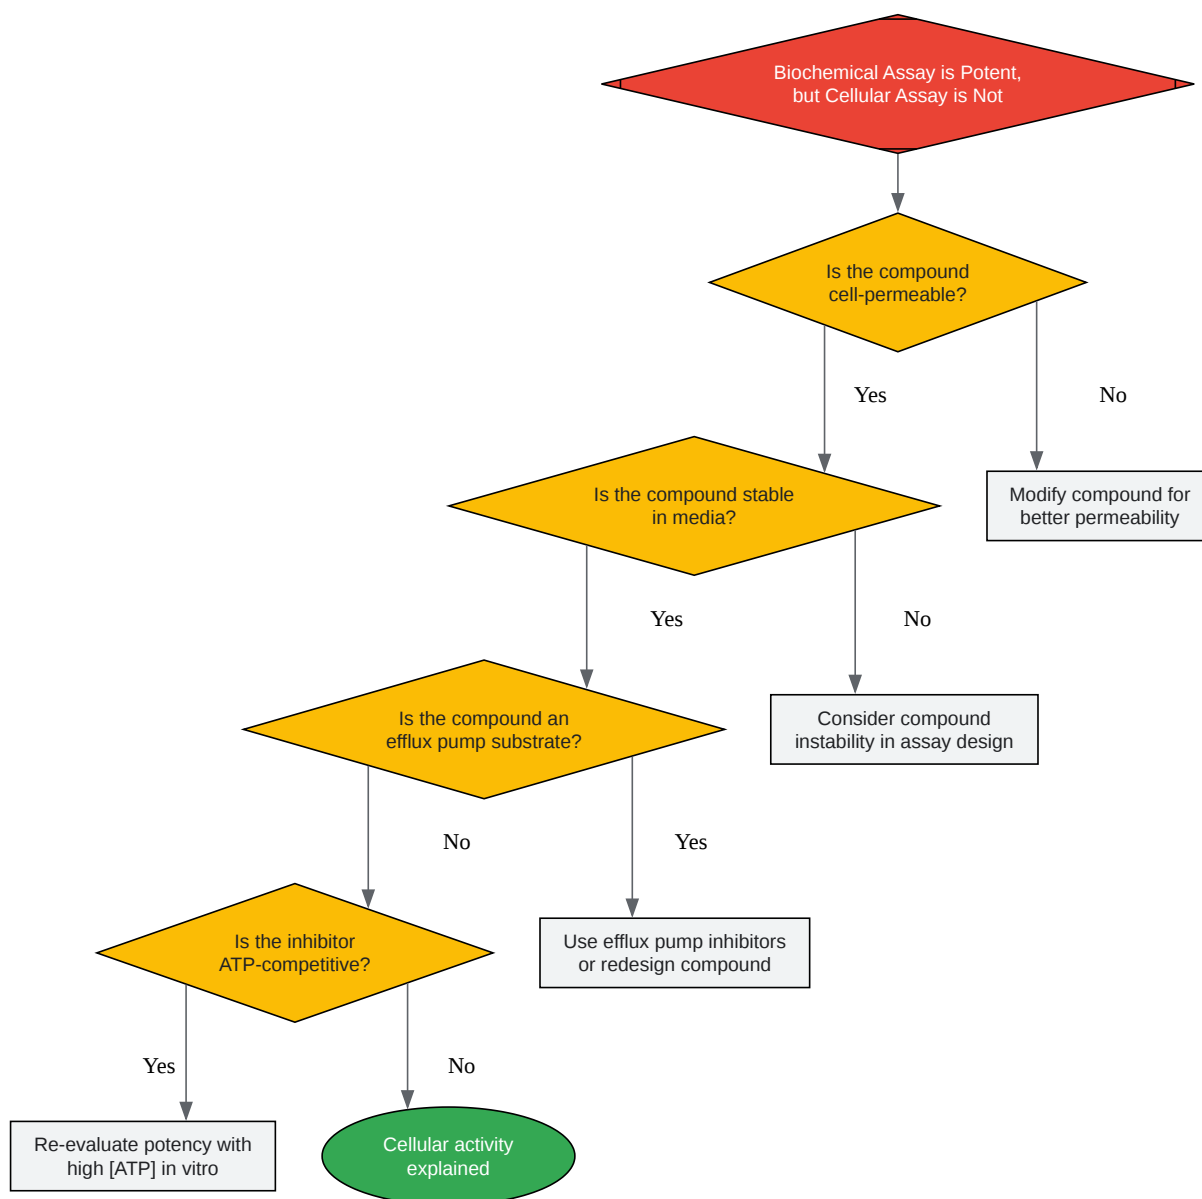 Biochemical Assay is Potent,
but Cellular Assay is Not
Is the compound
cell-permeable?
Yes
No
Is the compound stable
in media?
Modify compound for
better permeability
Yes
No
Is the compound an
efflux pump substrate?
Consider compound
instability in assay design
No
Yes
Is the inhibitor
ATP-competitive?
Use efflux pump inhibitors
or redesign compound
Yes
No
Re-evaluate potency with
high [ATP] in vitro
Cellular activity
explained